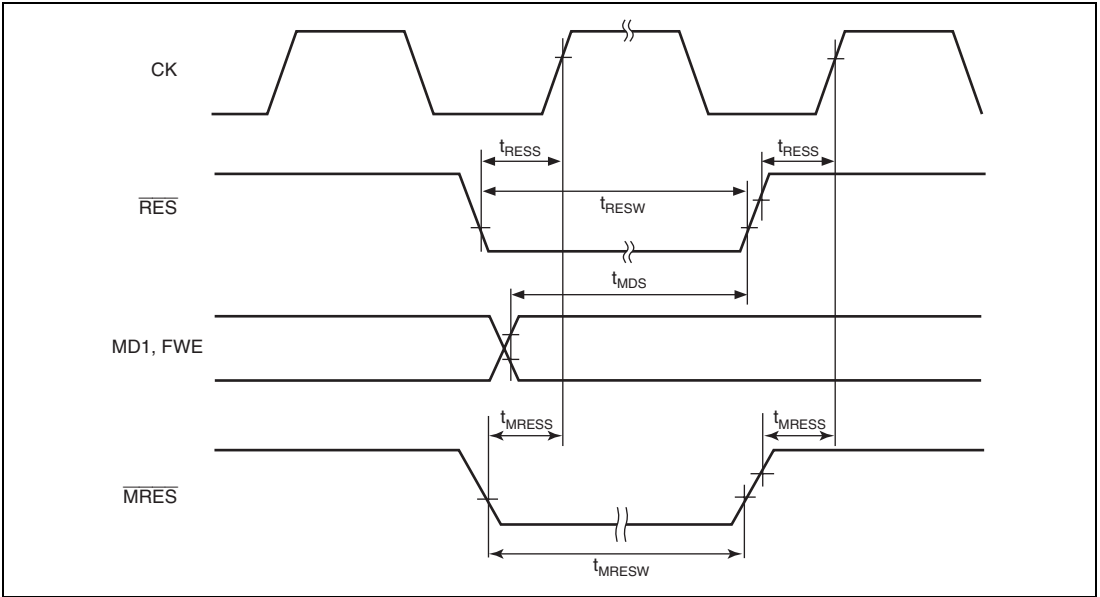 CK
tRESS
tRESS
RES
tRESW
tMDS
MD1, FWE
tMRESS
tMRESS
MRES
tMRESW